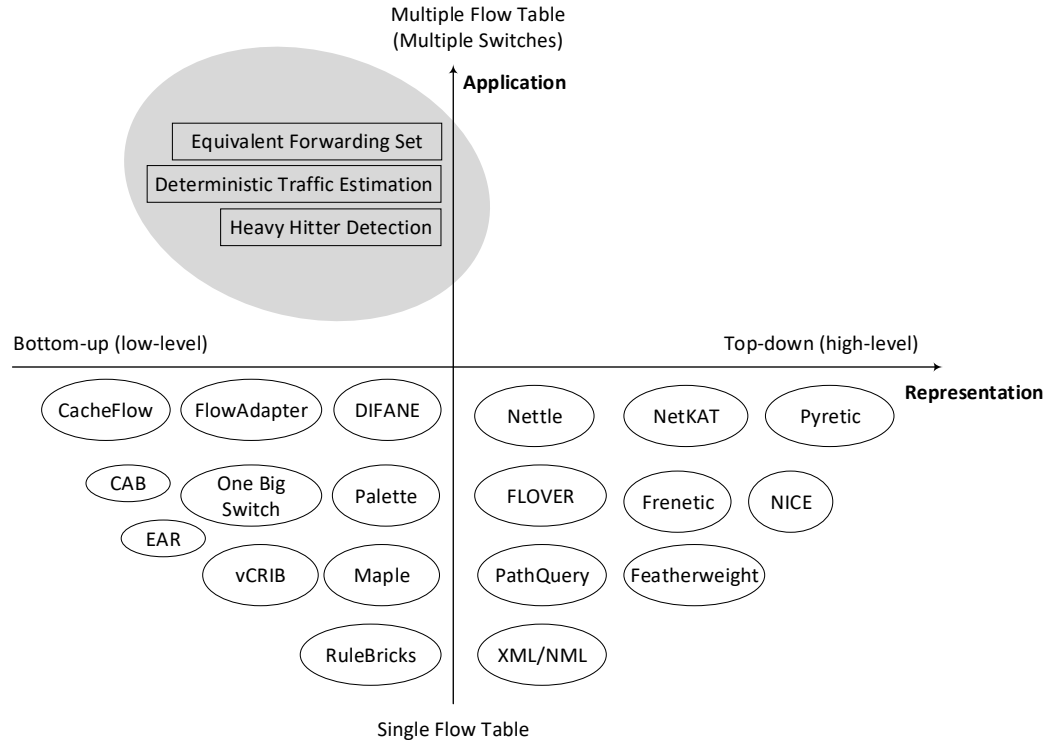 Multiple Flow Table
(Multiple Switches)
Application
Equivalent Forwarding Set
Deterministic Traffic Estimation
Heavy Hitter Detection
Bottom-up (low-level)
Top-down (high-level)
Representation
CacheFlow
FlowAdapter
DIFANE
Nettle
NetKAT
Pyretic
CAB
One Big
Switch
Palette
FLOVER
Frenetic
NICE
EAR
vCRIB
Maple
PathQuery
Featherweight
RuleBricks
XML/NML
Single Flow Table